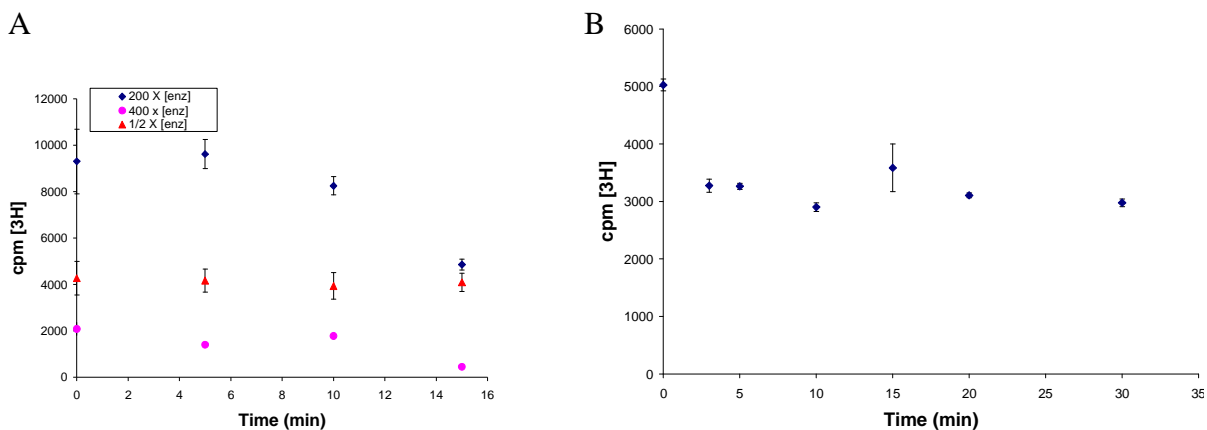 A
200 X [enz]
400 x [enz]
1/2 X [enz]
12000
10000
8000
6000
4000
2000
0
cpm [3H]
0 2 4 6 8 10 12 14 16
Time (min)
B
6000
5000
4000
3000
2000
1000
0
cpm [3H]
0 5 10 15 20 25 30 35
Time (min)